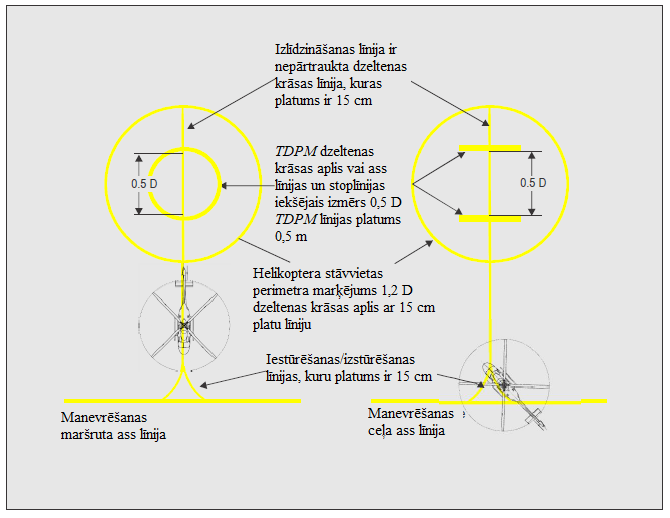 Izlīdzināšanas līnija ir
nepārtraukta dzeltenas
krāsas līnija, kuras
platums ir 15 cm
TDPM dzeltenas
krāsas aplis vai ass
līnijas un stoplīnijas
iekšējais izmērs 0,5 D
TDPM līnijas platums
0,5 m
0.5 D
0.5 D
Helikoptera stāvvietas
perimetra marķējums 1,2 D
dzeltenas krāsas aplis ar 15 cm
platu līniju
Iestūrēšanas/izstūrēšanas
līnijas, kuru platums ir 15 cm
Manevrēšanas
maršruta ass līnija
Manevrēšanas
ceļa ass līnija